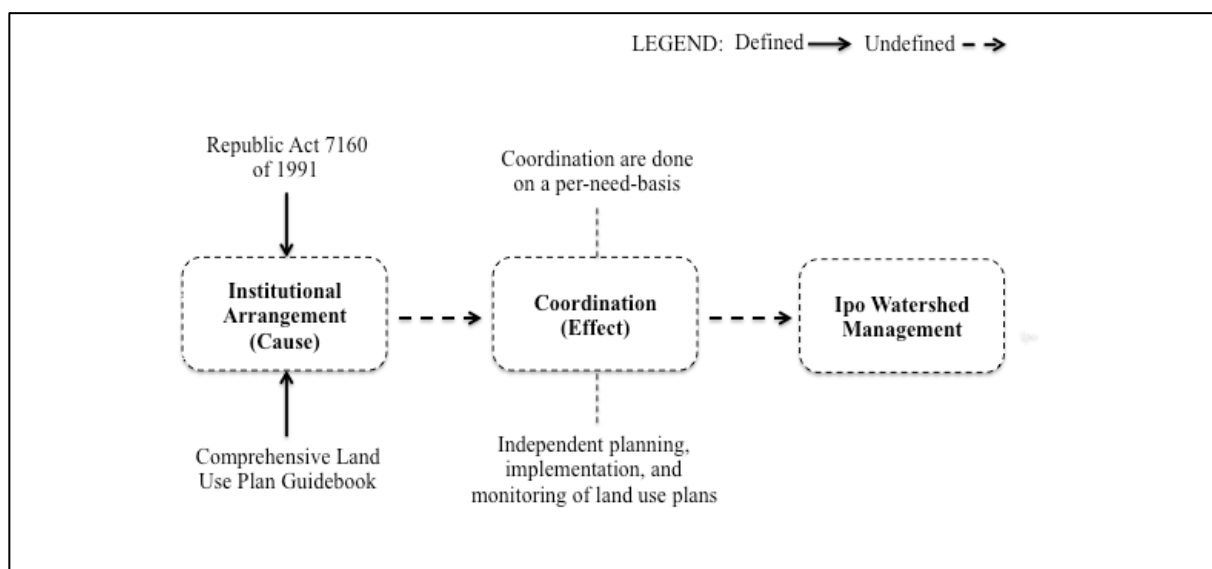 LEGEND: Defined Undefined
Republic Act 7160
of 1991
Coordination are done
on a per-need-basis
Institutional
Arrangement
(Cause)
Coordination
(Effect)
Ipo Watershed
Management
Comprehensive Land
Use Plan Guidebook
Independent planning,
implementation, and
monitoring of land use plans